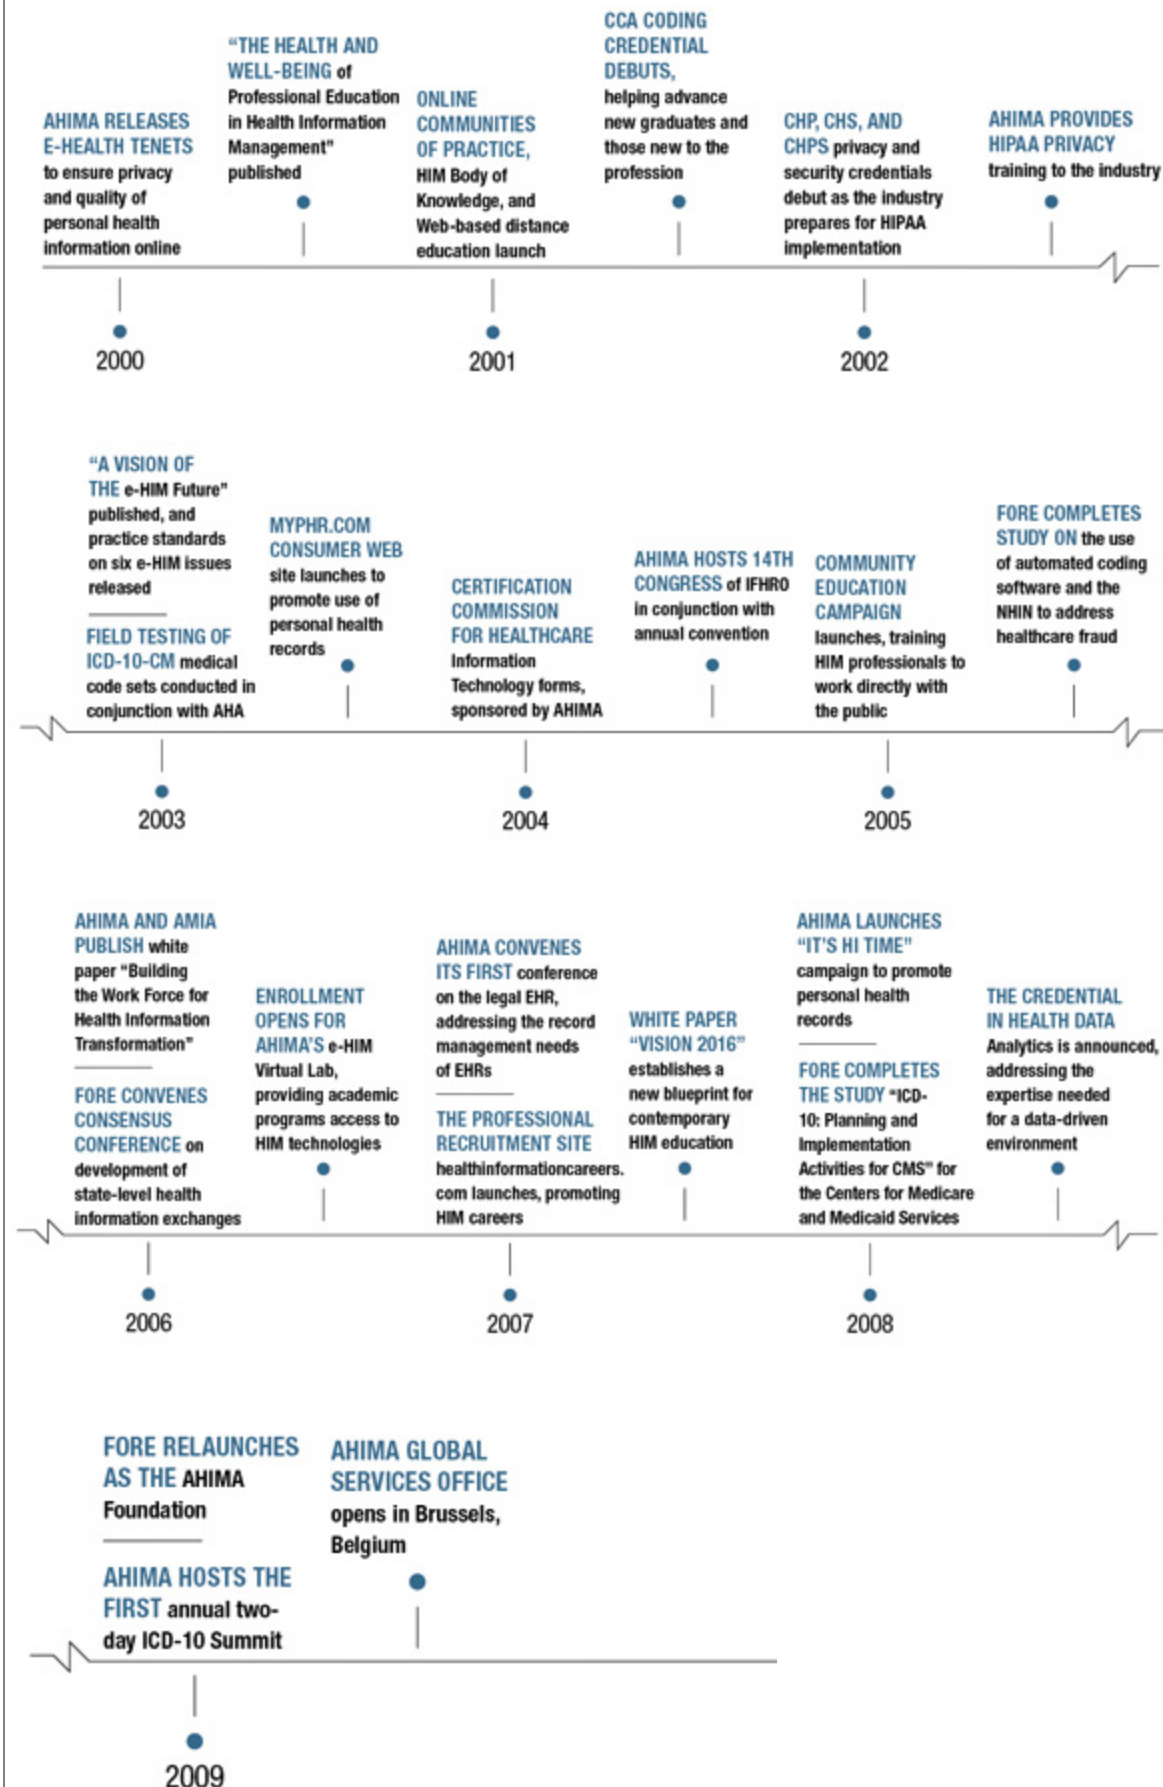 AHIMA RELEASES
E-HEALTH TENETS
to ensure privacy
and quality of
personal health
information online
“THE HEALTH AND
WELL-BEING of
Professional Education
in Health Information
Management”
published
ONLINE
COMMUNITIES
OF PRACTICE,
HIM Body of
Knowledge, and
Web-based distance
education launch
CCA CODING
CREDENTIAL
DEBUTS,
helping advance
new graduates and
those new to the
profession
CHP, CHS, AND
CHPS privacy and
security credentials
debut as the industry
prepares for HIPAA
implementation
AHIMA PROVIDES
HIPAA PRIVACY
training to the industry
2000
2001
2002
“A VISION OF
THE e-HIM Future”
published, and
practice standards
on six e-HIM issues
released
FIELD TESTING OF
ICD-10-CM medical
code sets conducted in
conjunction with AHA
MYPHR.COM
CONSUMER WEB
site launches to
promote use of
personal health
records
CERTIFICATION
COMMISSION
FOR HEALTHCARE
Information
Technology forms,
sponsored by AHIMA
AHIMA HOSTS 14TH
CONGRESS of IFHRO
in conjunction with
annual convention
COMMUNITY
EDUCATION
CAMPAIGN
launches, training
HIM professionals to
work directly with
the public
FORE COMPLETES
STUDY ON the use
of automated coding
software and the
NHIN to address
healthcare fraud
2003
2004
2005
AHIMA AND AMIA
PUBLISH white
paper “Building
the Work Force for
Health Information
Transformation”
FORE CONVENES
CONSENSUS
CONFERENCE on
development of
state-level health
information exchanges
ENROLLMENT
OPENS FOR
AHIMA’S e-HIM
Virtual Lab,
providing academic
programs access to
HIM technologies
AHIMA CONVENES
ITS FIRST conference
on the legal EHR,
addressing the record
management needs
of EHRs
THE PROFESSIONAL
RECRUITMENT SITE
healthinformationcareers.
com launches, promoting
HIM careers
WHITE PAPER
“VISION 2016”
establishes a
new blueprint for
contemporary
HIM education
AHIMA LAUNCHES
“IT’S HI TIME”
campaign to promote
personal health
records
FORE COMPLETES
THE STUDY “ICD-
10: Planning and
Implementation
Activities for CMS” for
the Centers for Medicare
and Medicaid Services
THE CREDENTIAL
IN HEALTH DATA
Analytics is announced,
addressing the
expertise needed
for a data-driven
environment
2006
2007
2008
FORE RELAUNCHES
AS THE AHIMA
Foundation
AHIMA HOSTS THE
FIRST annual two-
day ICD-10 Summit
AHIMA GLOBAL
SERVICES OFFICE
opens in Brussels,
Belgium
2009